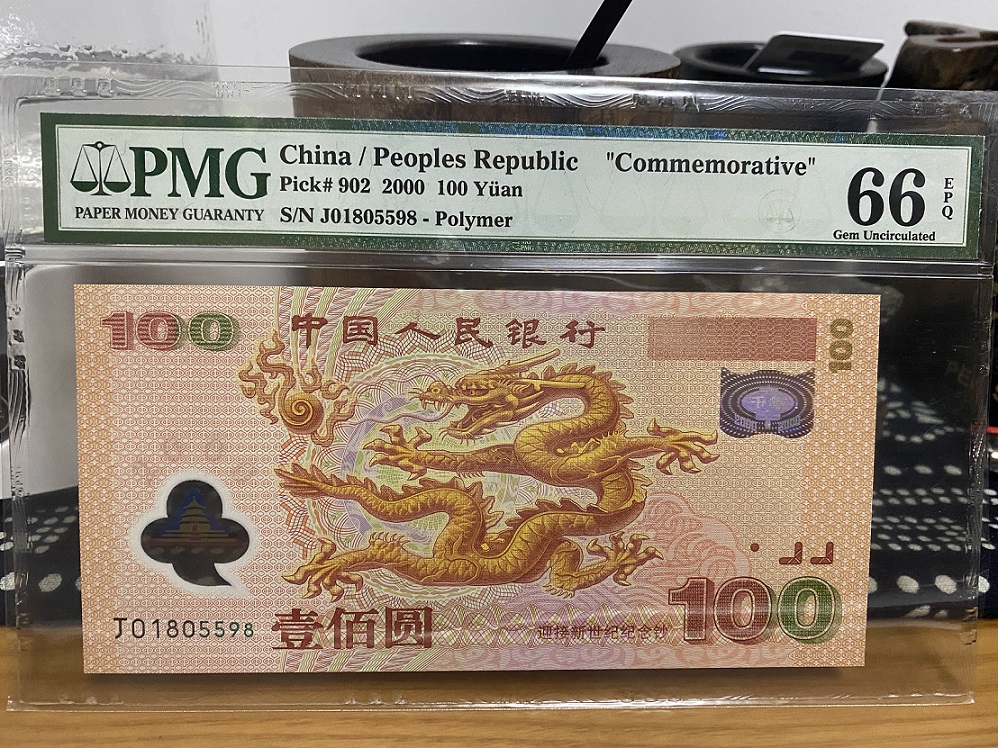 PMG
PAPER MONEY GUARANTY
China / Peoples Republic "Commemorative"
Pick# 902 2000 100 Yüan
S/N J01805598 - Polymer
66 EPQ
Gem Uncirculated
100 中国人民银行
100
J01805598
壹佰圆
迎接新世纪纪念钞
100